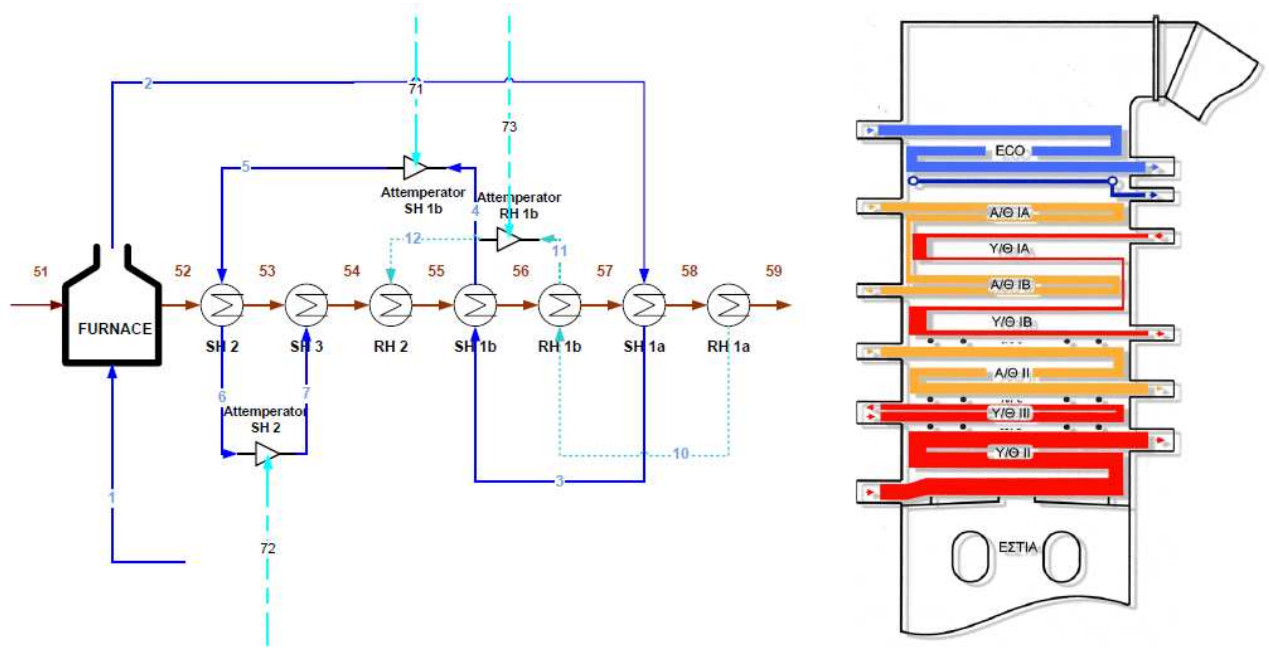 2
71
73
5
Attemperator
SH 1b
4
Attemperator
RH 1b
12
11
51
52
53
54
55
56
57
58
59
FURNACE
SH 2
SH 3
RH 2
SH 1b
RH 1b
SH 1a
RH 1a
6
7
Attemperator
SH 2
10
3
1
72
ECO
Α/Θ ΙΑ
Υ/Θ ΙΑ
Α/Θ ΙΒ
Υ/Θ ΙΒ
Α/Θ ΙΙ
Υ/Θ ΙΙΙ
Υ/Θ ΙΙ
ΕΣΤΙΑ